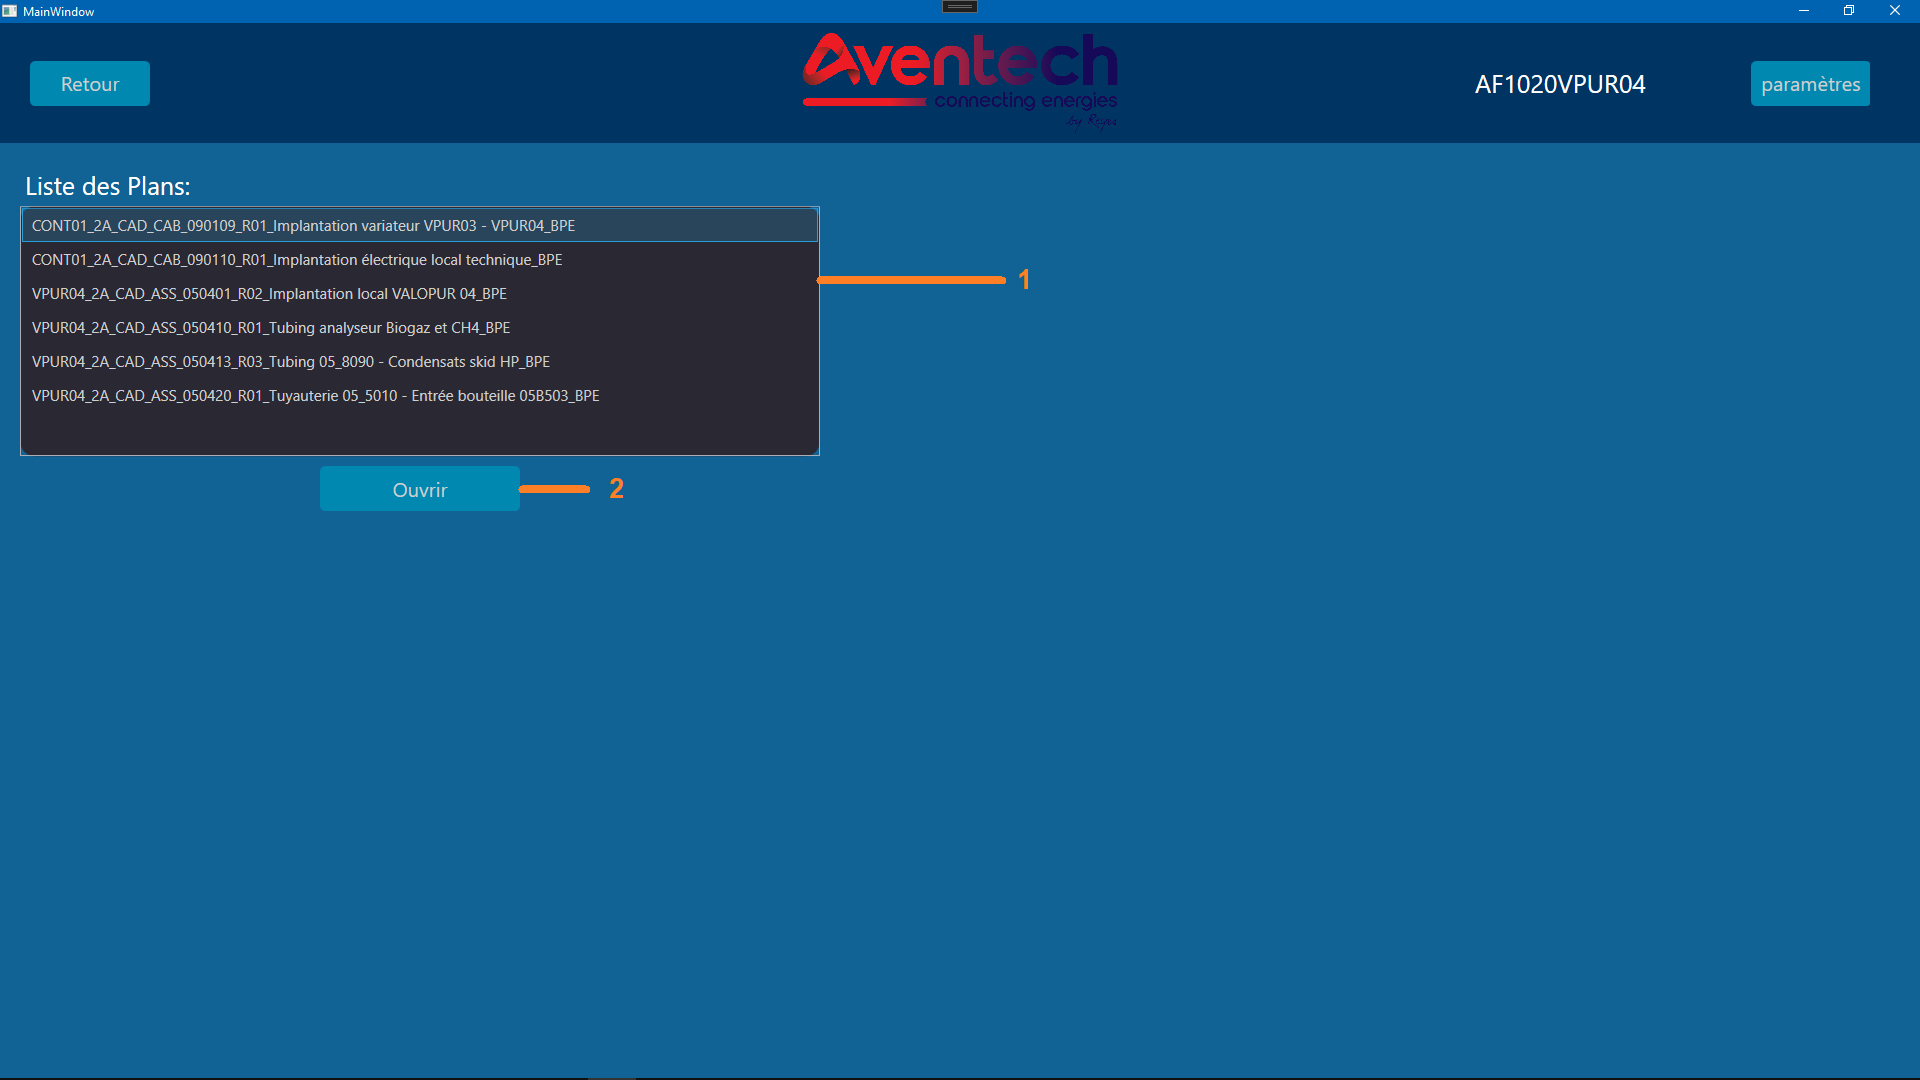 MainWindow
Retour
Aventech
connecting energies
by Reyes
AF1020VPUR04
paramètres
Liste des Plans:
CONT01_2A_CAD_CAB_090109_R01_Implantation variateur VPUR03 - VPUR04_BPE
CONT01_2A_CAD_CAB_090110_R01_Implantation électrique local technique_BPE
VPUR04_2A_CAD_ASS_050401_R02_Implantation local VALOPUR 04_BPE
VPUR04_2A_CAD_ASS_050410_R01_Tubing analyseur Biogaz et CH4_BPE
VPUR04_2A_CAD_ASS_050413_R03_Tubing 05_8090 - Condensats skid HP_BPE
VPUR04_2A_CAD_ASS_050420_R01_Tuyauterie 05_5010 - Entrée bouteille 05B503_BPE
1
Ouvrir
2